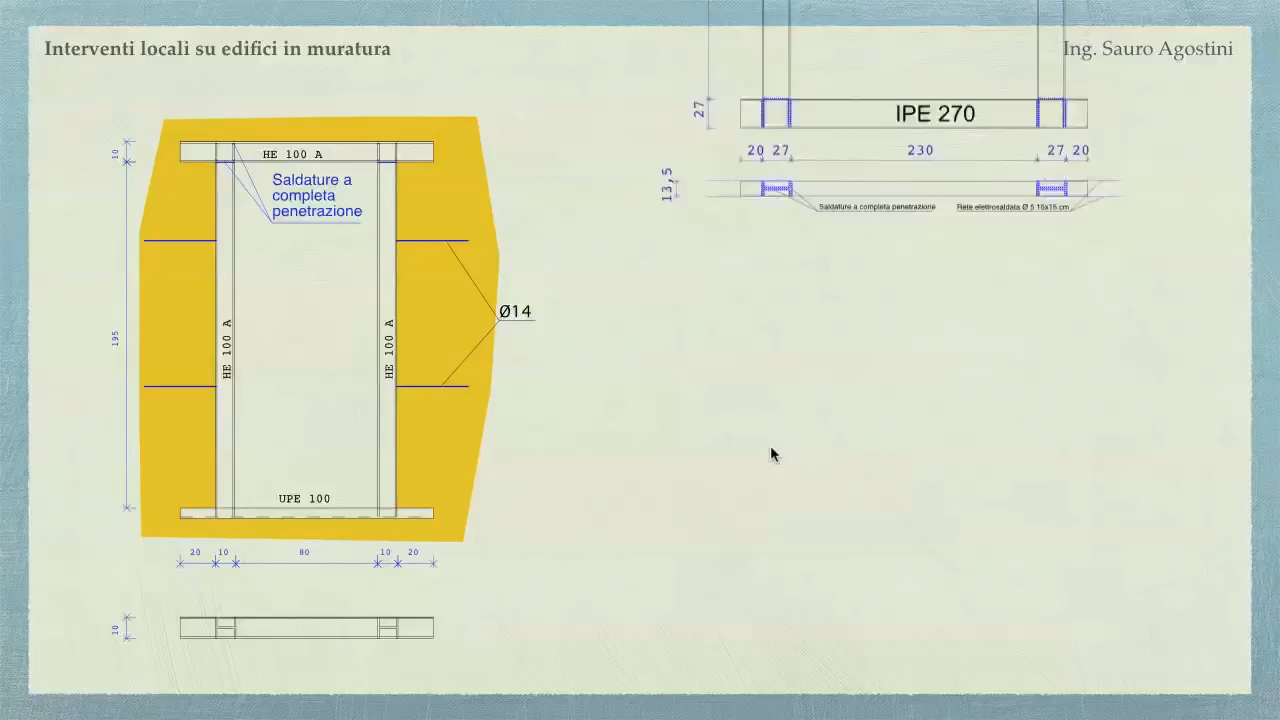 Interventi locali su edifici in muratura
Ing. Sauro Agostini
27
IPE 270
20 27 230 27 20
13,5
Saldature a completa penetrazione
Rete elettrosaldata Ø 5 15x15 cm
10
HE 100 A
Saldature a
completa
penetrazione
Ø14
195
HE 100 A
HE 100 A
UPE 100
20 10 80 10 20
10